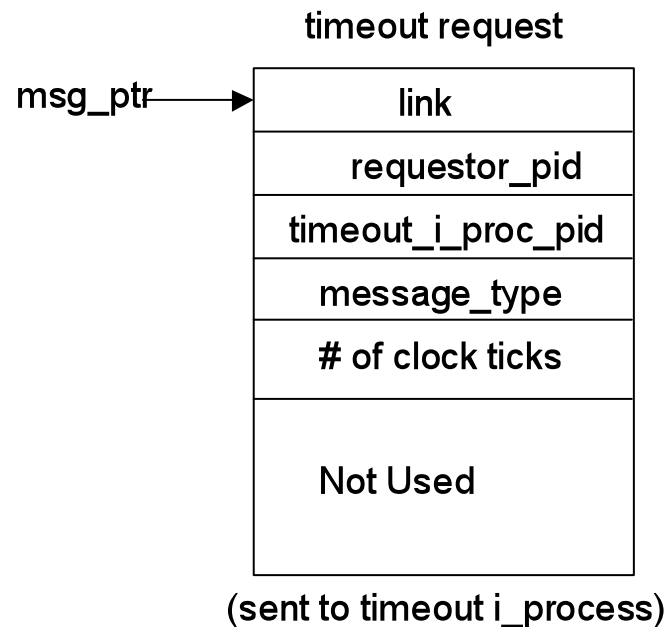 timeout request
msg_ptr
link
requestor_pid
timeout_i_proc_pid
message_type
# of clock ticks
Not Used
(sent to timeout i_process)